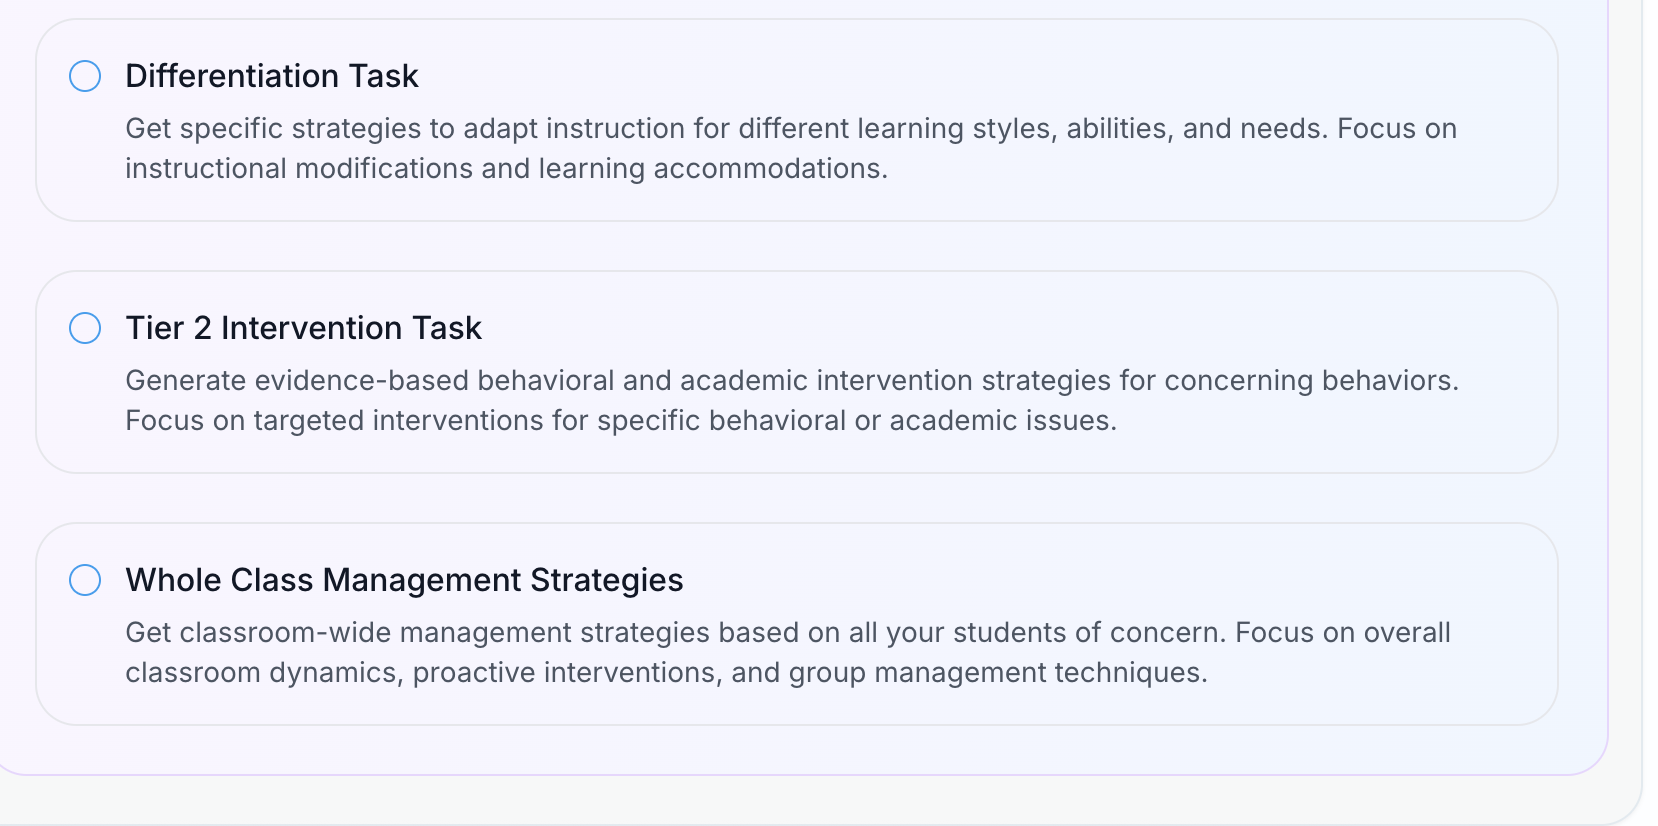 Differentiation Task
Get specific strategies to adapt instruction for different learning styles, abilities, and needs. Focus on
instructional modifications and learning accommodations.
Tier 2 Intervention Task
Generate evidence-based behavioral and academic intervention strategies for concerning behaviors.
Focus on targeted interventions for specific behavioral or academic issues.
Whole Class Management Strategies
Get classroom-wide management strategies based on all your students of concern. Focus on overall
classroom dynamics, proactive interventions, and group management techniques.